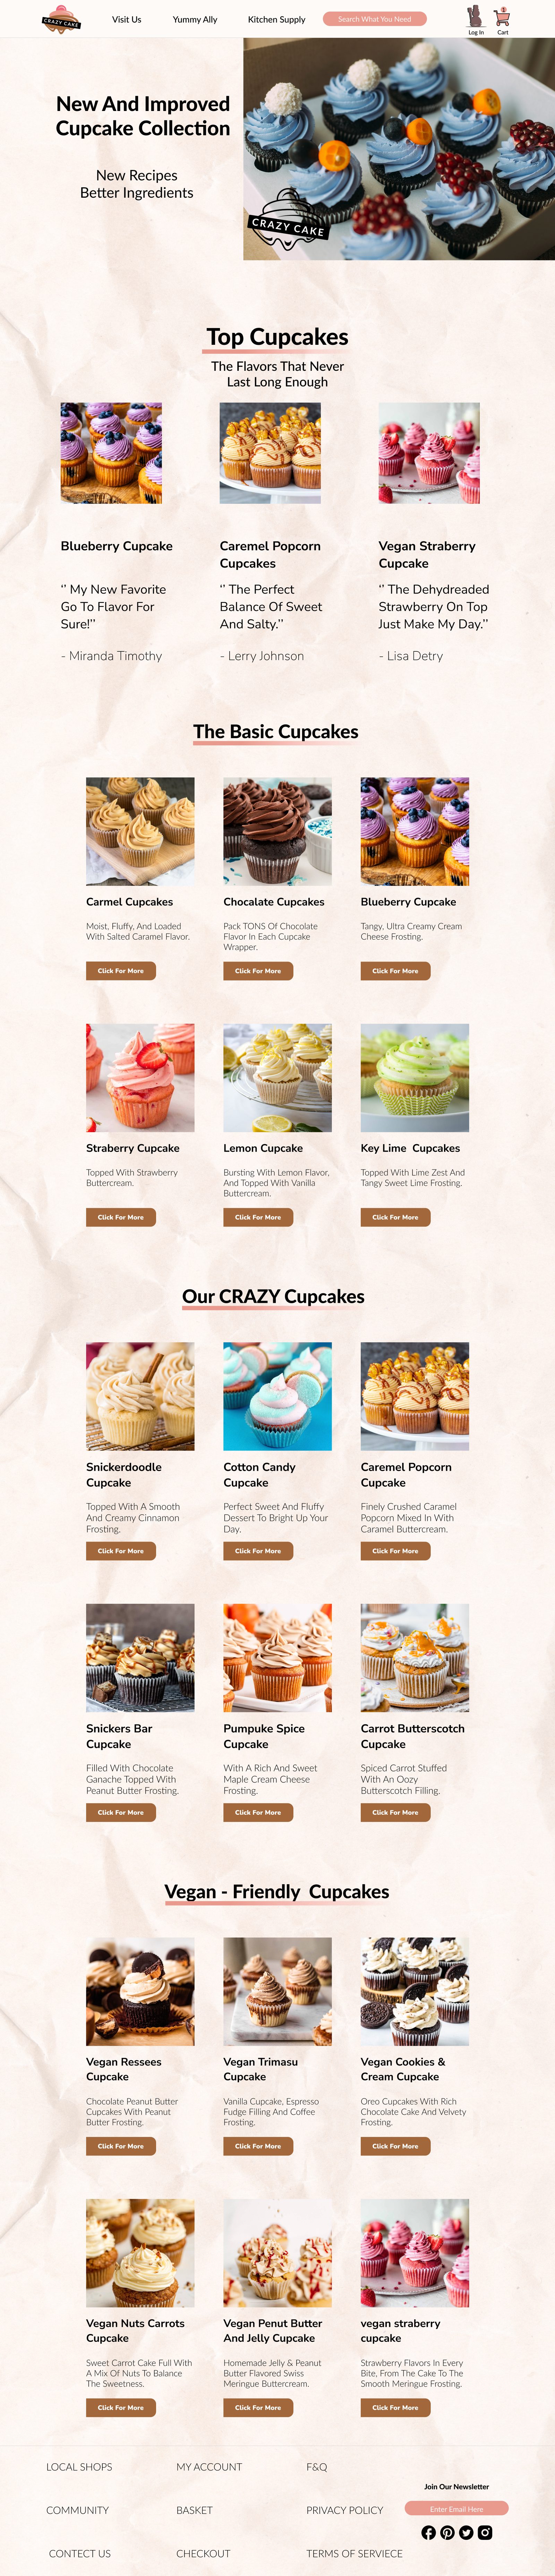 CRAZY CAKE
Visit Us
Yummy Ally
Kitchen Supply
Search What You Need
1
Log In
Cart
New And Improved
Cupcake Collection
New Recipes
Better Ingredients
CRAZY CAKE
Top Cupcakes
The Flavors That Never
Last Long Enough
Blueberry Cupcake
‘’ My New Favorite
Go To Flavor For
Sure!’’
- Miranda Timothy
Caremel Popcorn
Cupcakes
‘’ The Perfect
Balance Of Sweet
And Salty.’’
- Lerry Johnson
Vegan Straberry
Cupcake
‘’ The Dehydreaded
Strawberry On Top
Just Make My Day.’’
- Lisa Detry
The Basic Cupcakes
Carmel Cupcakes
Moist, Fluffy, And Loaded
With Salted Caramel Flavor.
Click For More
Chocalate Cupcakes
Pack TONS Of Chocolate
Flavor In Each Cupcake
Wrapper.
Click For More
Blueberry Cupcake
Tangy, Ultra Creamy Cream
Cheese Frosting.
Click For More
Straberry Cupcake
Topped With Strawberry
Buttercream.
Click For More
Lemon Cupcake
Bursting With Lemon Flavor,
And Topped With Vanilla
Buttercream.
Click For More
Key Lime  Cupcakes
Topped With Lime Zest And
Tangy Sweet Lime Frosting.
Click For More
Our CRAZY Cupcakes
Snickerdoodle
Cupcake
Topped With A Smooth
And Creamy Cinnamon
Frosting.
Click For More
Cotton Candy
Cupcake
Perfect Sweet And Fluffy
Dessert To Bright Up Your
Day.
Click For More
Caremel Popcorn
Cupcake
Finely Crushed Caramel
Popcorn Mixed In With
Caramel Buttercream.
Click For More
Snickers Bar
Cupcake
Filled With Chocolate
Ganache Topped With
Peanut Butter Frosting.
Click For More
Pumpuke Spice
Cupcake
With A Rich And Sweet
Maple Cream Cheese
Frosting.
Click For More
Carrot Butterscotch
Cupcake
Spiced Carrot Stuffed
With An Oozy
Butterscotch Filling.
Click For More
Vegan - Friendly  Cupcakes
Vegan Ressees
Cupcake
Chocolate Peanut Butter
Cupcakes With Peanut
Butter Frosting.
Click For More
Vegan Trimasu
Cupcake
Vanilla Cupcake, Espresso
Fudge Filling And Coffee
Frosting.
Click For More
Vegan Cookies &
Cream Cupcake
Oreo Cupcakes With Rich
Chocolate Cake And Velvety
Frosting.
Click For More
Vegan Nuts Carrots
Cupcake
Sweet Carrot Cake Full With
A Mix Of Nuts To Balance
The Sweetness.
Click For More
Vegan Penut Butter
And Jelly Cupcake
Homemade Jelly & Peanut
Butter Flavored Swiss
Meringue Buttercream.
Click For More
vegan straberry
cupcake
Strawberry Flavors In Every
Bite, From The Cake To The
Smooth Meringue Frosting.
Click For More
LOCAL SHOPS
MY ACCOUNT
F&Q
Join Our Newsletter
COMMUNITY
BASKET
PRIVACY POLICY
Enter Email Here
CONTECT US
CHECKOUT
TERMS OF SERVIECE